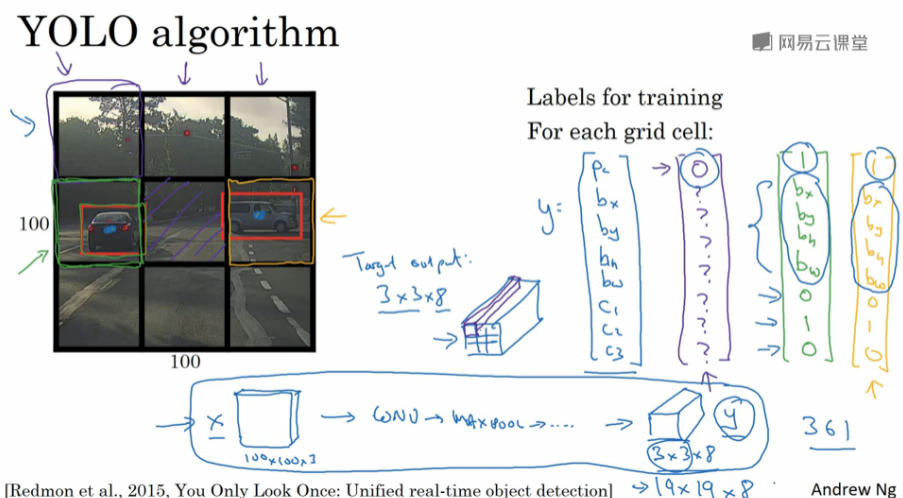 YOLO algorithm
网易云课堂
Labels for training
For each grid cell:
100
100
y:
Pc
bx
by
bh
bw
C1
C2
C3
0
?
?
?
?
?
?
?
1
bx
by
bh
bw
0
1
0
1
bx
by
bh
bw
0
1
0
Target output:
3×3×8
x
100×100×3
→ CONV → MAXPOOL → ....→
3×3×8
y
→ 19×19×8
361
[Redmon et al., 2015, You Only Look Once: Unified real-time object detection]
Andrew Ng